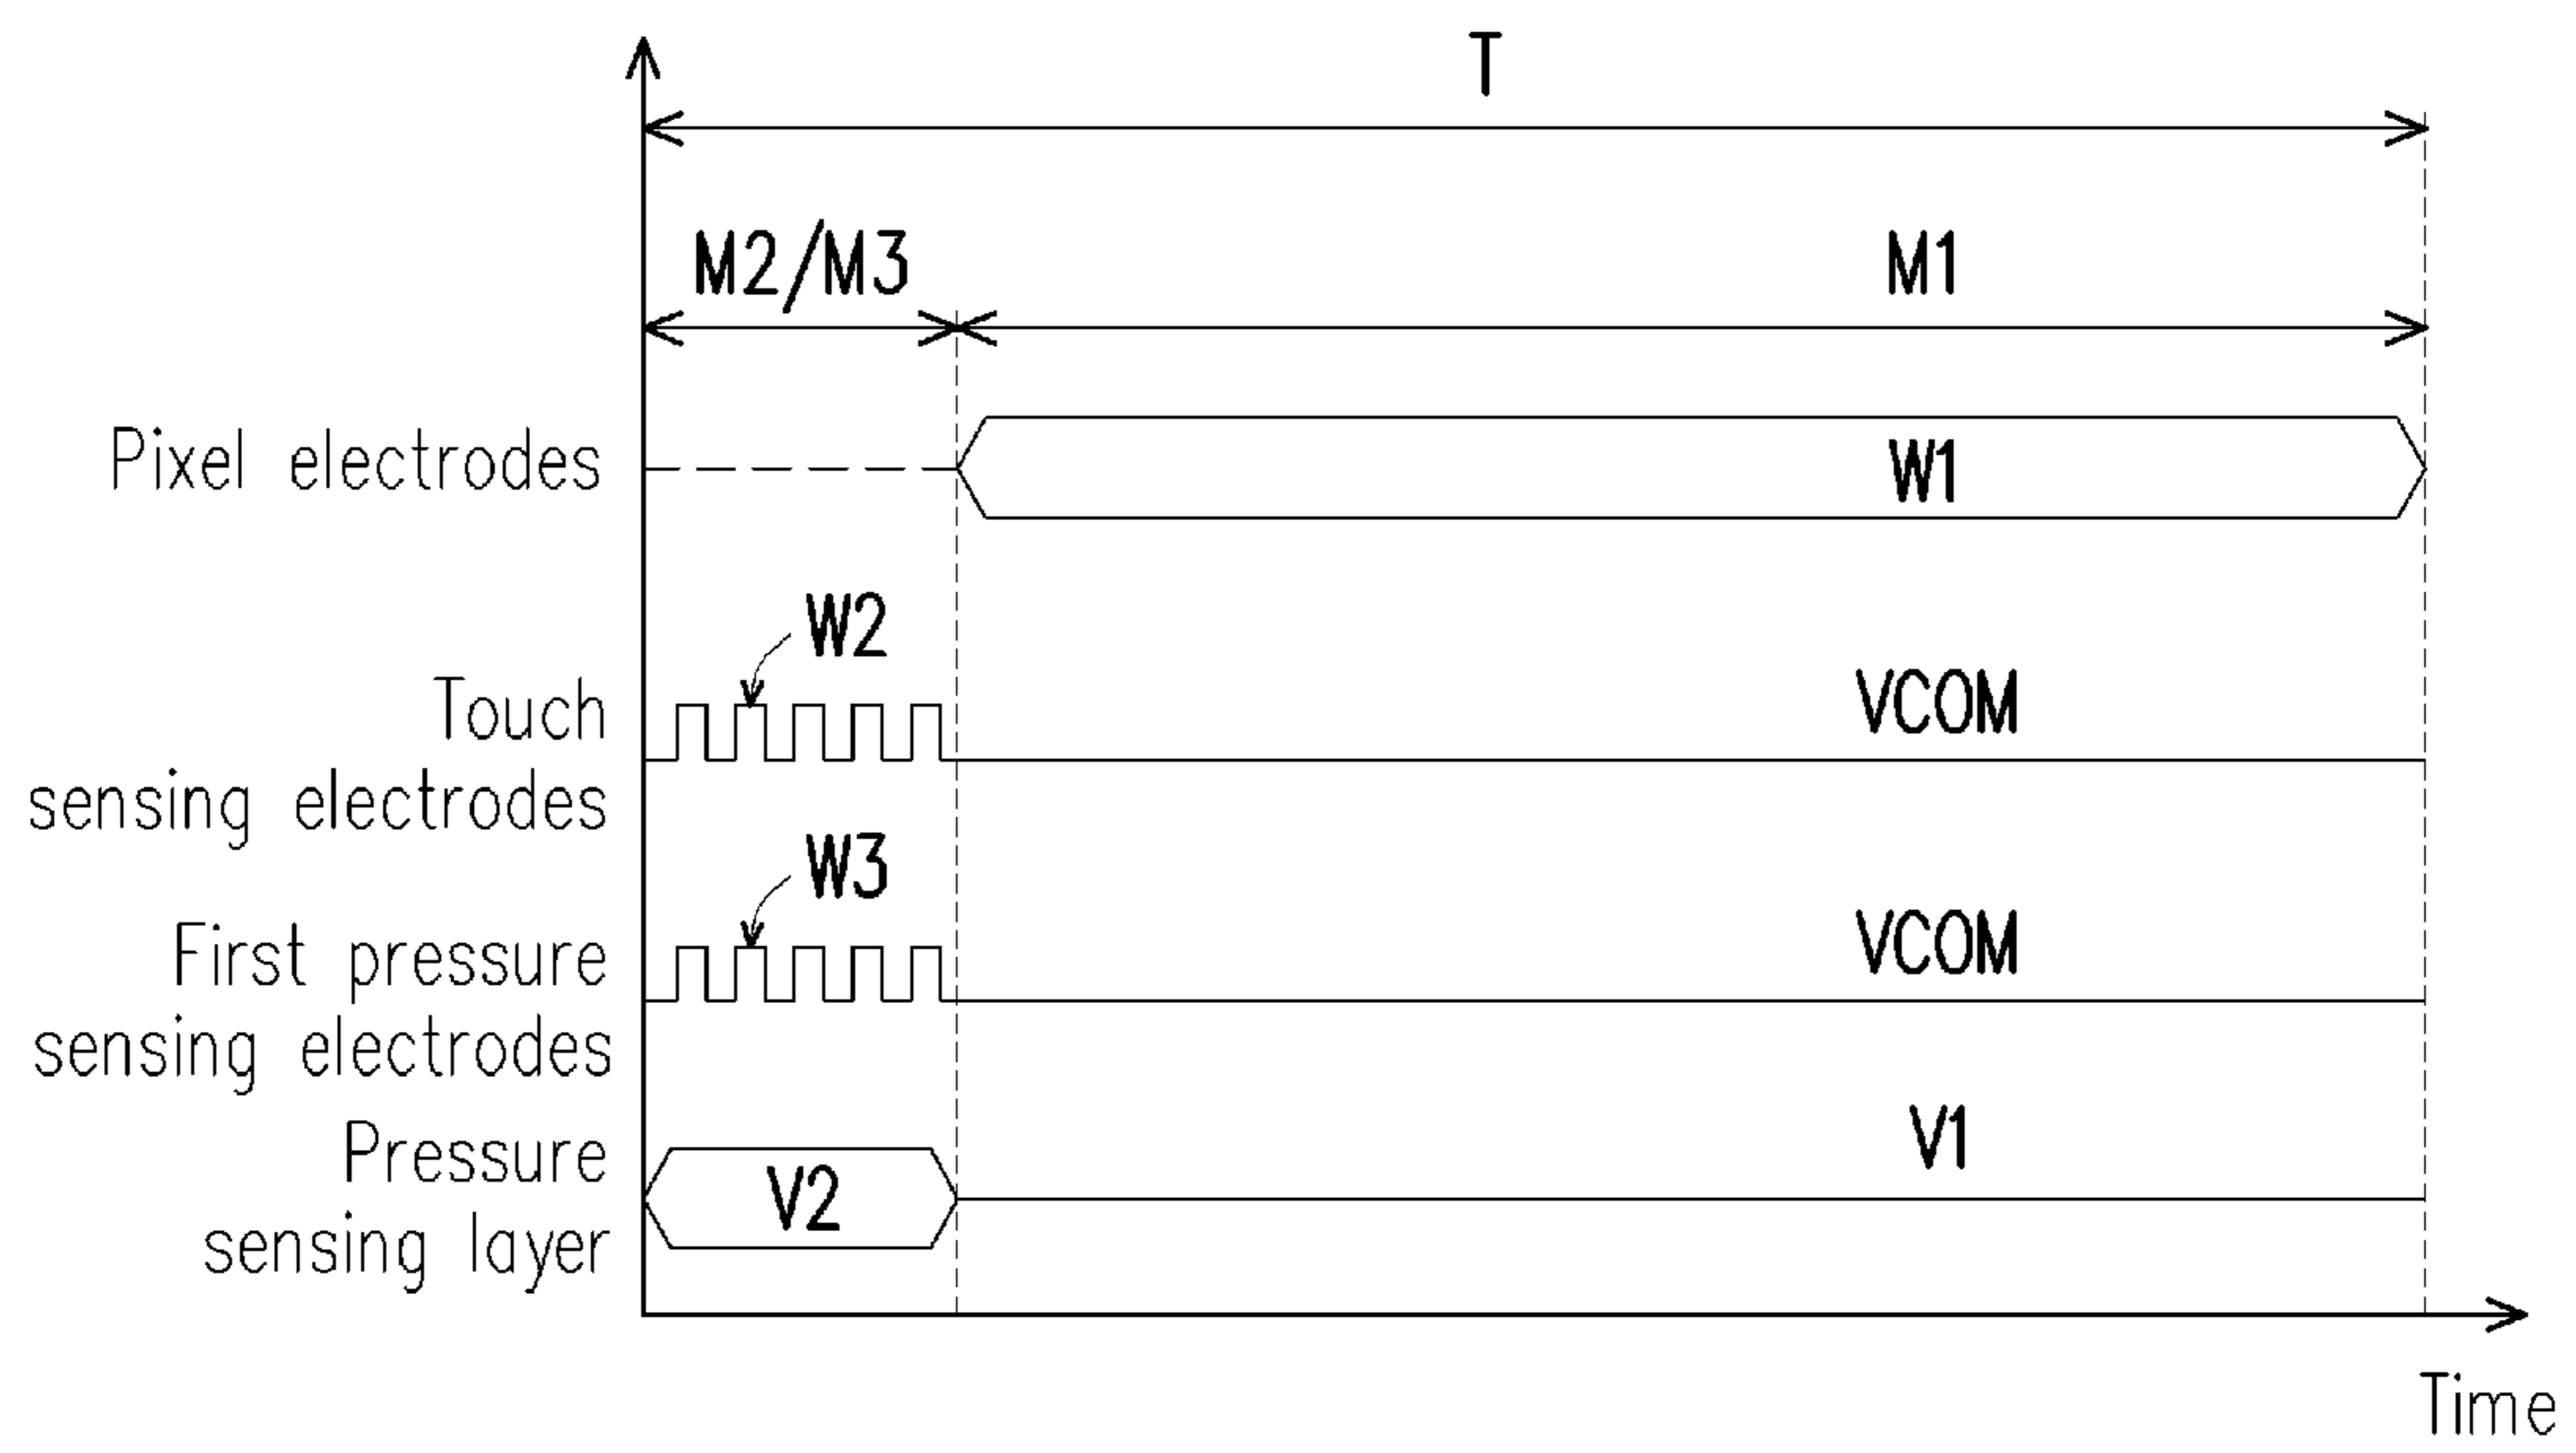 T
M2/M3
M1
Pixel electrodes
W1
W2
Touch
sensing electrodes
VCOM
W3
First pressure
sensing electrodes
VCOM
Pressure
sensing layer
V2
V1
Time